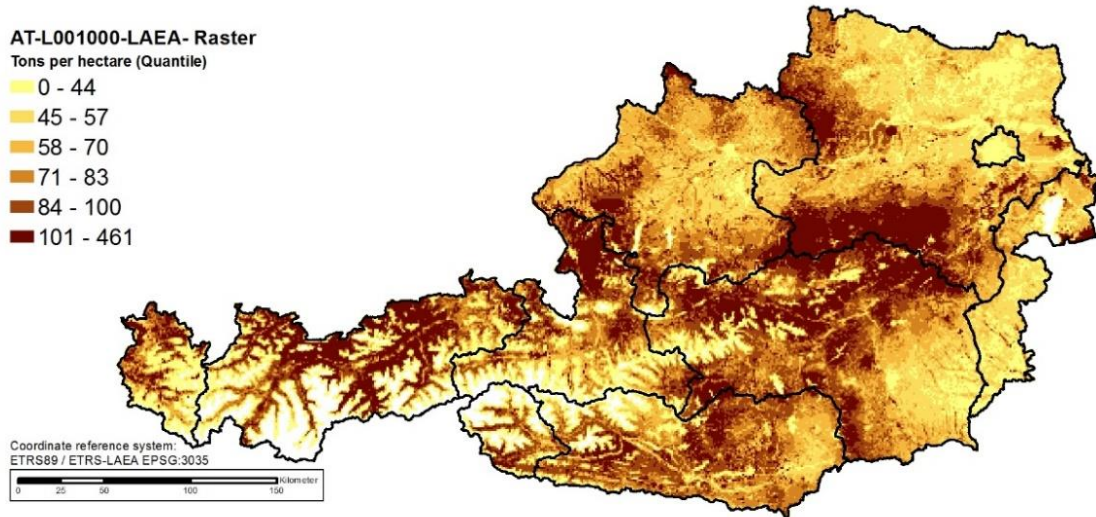 AT-L001000-LAEA- Raster
Tons per hectare (Quantile)
0 - 44
45 - 57
58 - 70
71 - 83
84 - 100
101 - 461
Coordinate reference system:
ETRS89 / ETRS-LAEA EPSG:3035
Kilometer
0 25 50 100 150